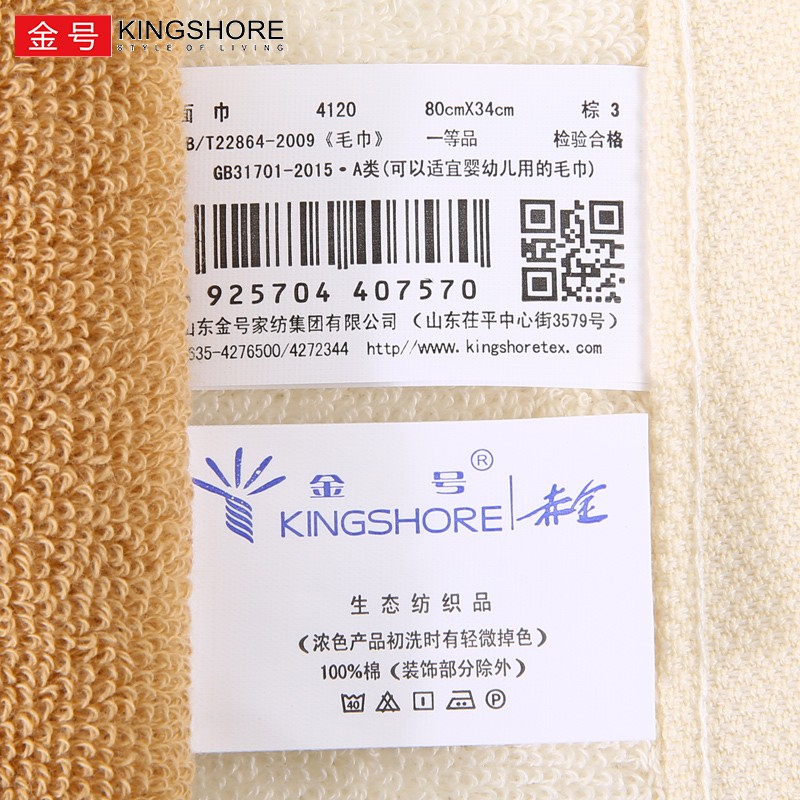 金号 KINGSHORE
STYLE OF LIVING
面 巾 4120 80cmX34cm 棕 3
B/T22864-2009《毛巾》 一等品 检验合格
GB31701-2015·A类(可以适宜婴幼儿用的毛巾)
925704 407570
山东金号家纺集团有限公司 (山东茌平中心街3579号)
635-4276500/4272344 http//www.kingshoretex.com
金 号®
KINGSHORE 赤金
生态纺织品
(浓色产品初洗时有轻微掉色)
100%棉(装饰部分除外)
40 P